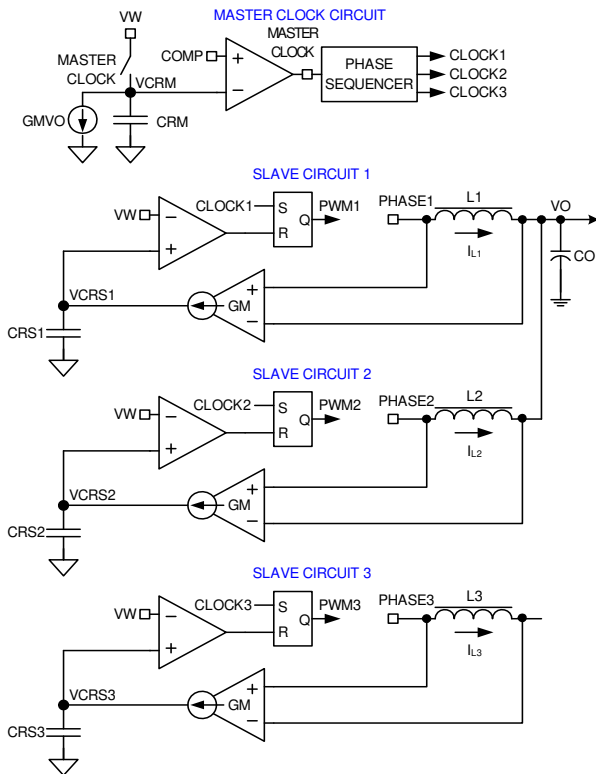 MASTER CLOCK CIRCUIT
VW
MASTER
CLOCK
VCRM
GMVO
CRM
COMP
+
−
MASTER
CLOCK
PHASE
SEQUENCER
CLOCK1
CLOCK2
CLOCK3
SLAVE CIRCUIT 1
VW
−
+
CLOCK1
S
R
Q
PWM1
PHASE1
L1
IL1
VO
CO
VCRS1
GM
+
−
CRS1
SLAVE CIRCUIT 2
VW
−
+
CLOCK2
S
R
Q
PWM2
PHASE2
L2
IL2
VCRS2
GM
+
−
CRS2
SLAVE CIRCUIT 3
VW
−
+
CLOCK3
S
R
Q
PWM3
PHASE3
L3
IL3
VCRS3
GM
+
−
CRS3